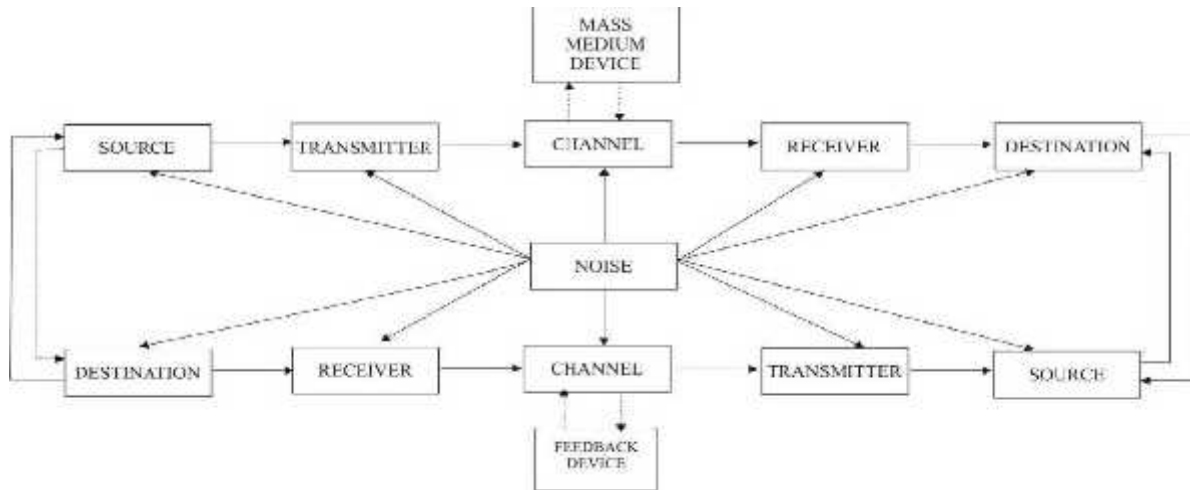 MASS
MEDIUM
DEVICE
SOURCE
TRANSMITTER
CHANNEL
RECEIVER
DESTINATION
NOISE
DESTINATION
RECEIVER
CHANNEL
TRANSMITTER
SOURCE
FEEDBACK
DEVICE